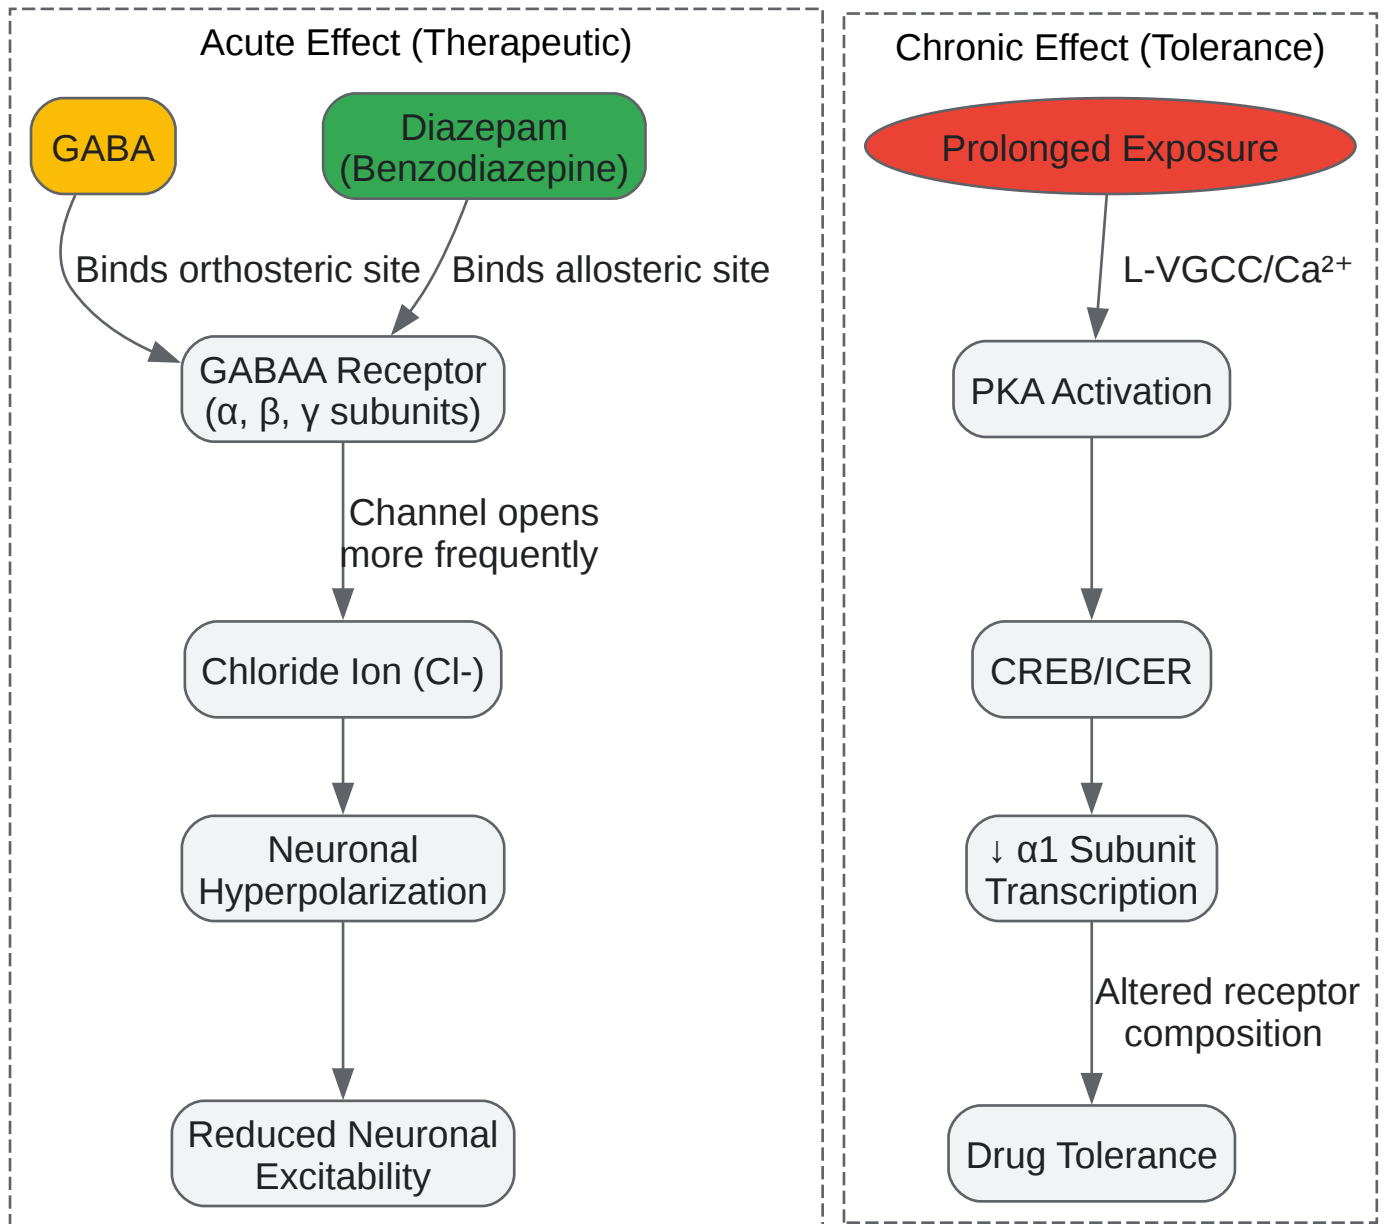 Acute Effect (Therapeutic)
GABA
Diazepam
(Benzodiazepine)
Binds orthosteric site
Binds allosteric site
GABAA Receptor
(α, β, γ subunits)
Channel opens
more frequently
Chloride Ion (Cl-)
Neuronal
Hyperpolarization
Reduced Neuronal
Excitability
Chronic Effect (Tolerance)
Prolonged Exposure
L-VGCC/Ca²⁺
PKA Activation
CREB/ICER
↓ α1 Subunit
Transcription
Altered receptor
composition
Drug Tolerance